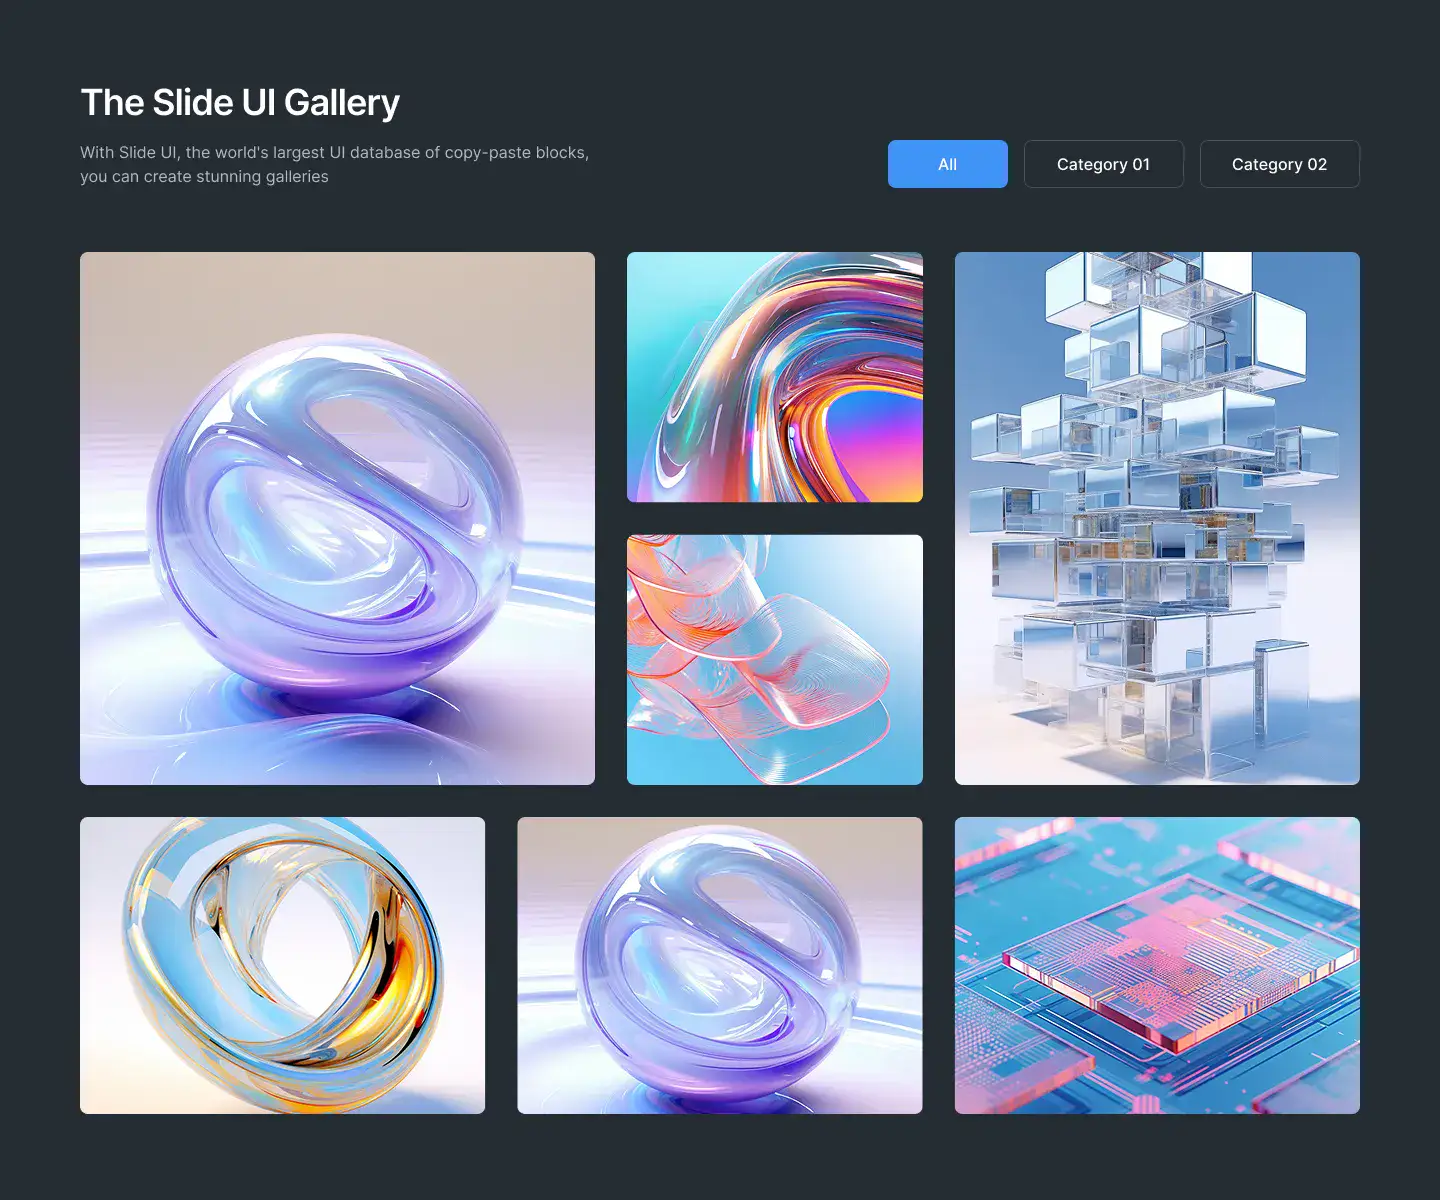 The Slide UI Gallery
With Slide UI, the world's largest UI database of copy-paste blocks,
you can create stunning galleries
All
Category 01
Category 02